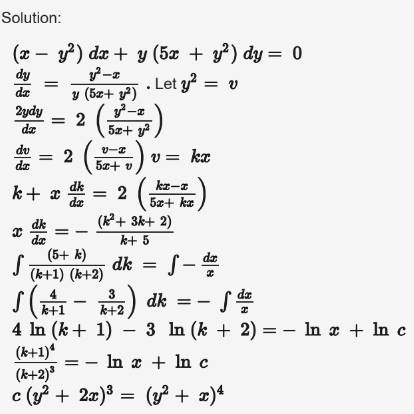 Solution:
(x − y²) dx + y (5x + y²) dy = 0
dy/dx = (y²−x)/(y (5x+ y²)) . Let y² = v
2ydy/dx = 2 ((y²−x)/(5x+ y²))
dv/dx = 2 ((v−x)/(5x+ v)) v = kx
k + x dk/dx = 2 ((kx−x)/(5x+ kx))
x dk/dx = − (k²+ 3k+ 2)/(k+ 5)
∫ (5+ k)/((k+1) (k+2)) dk = ∫ − dx/x
∫ (4/(k+1) − 3/(k+2)) dk = − ∫ dx/x
4 ln (k + 1) − 3 ln (k + 2) = − ln x + ln c
(k+1)⁴/(k+2)³ = − ln x + ln c
c (y² + 2x)³ = (y² + x)⁴